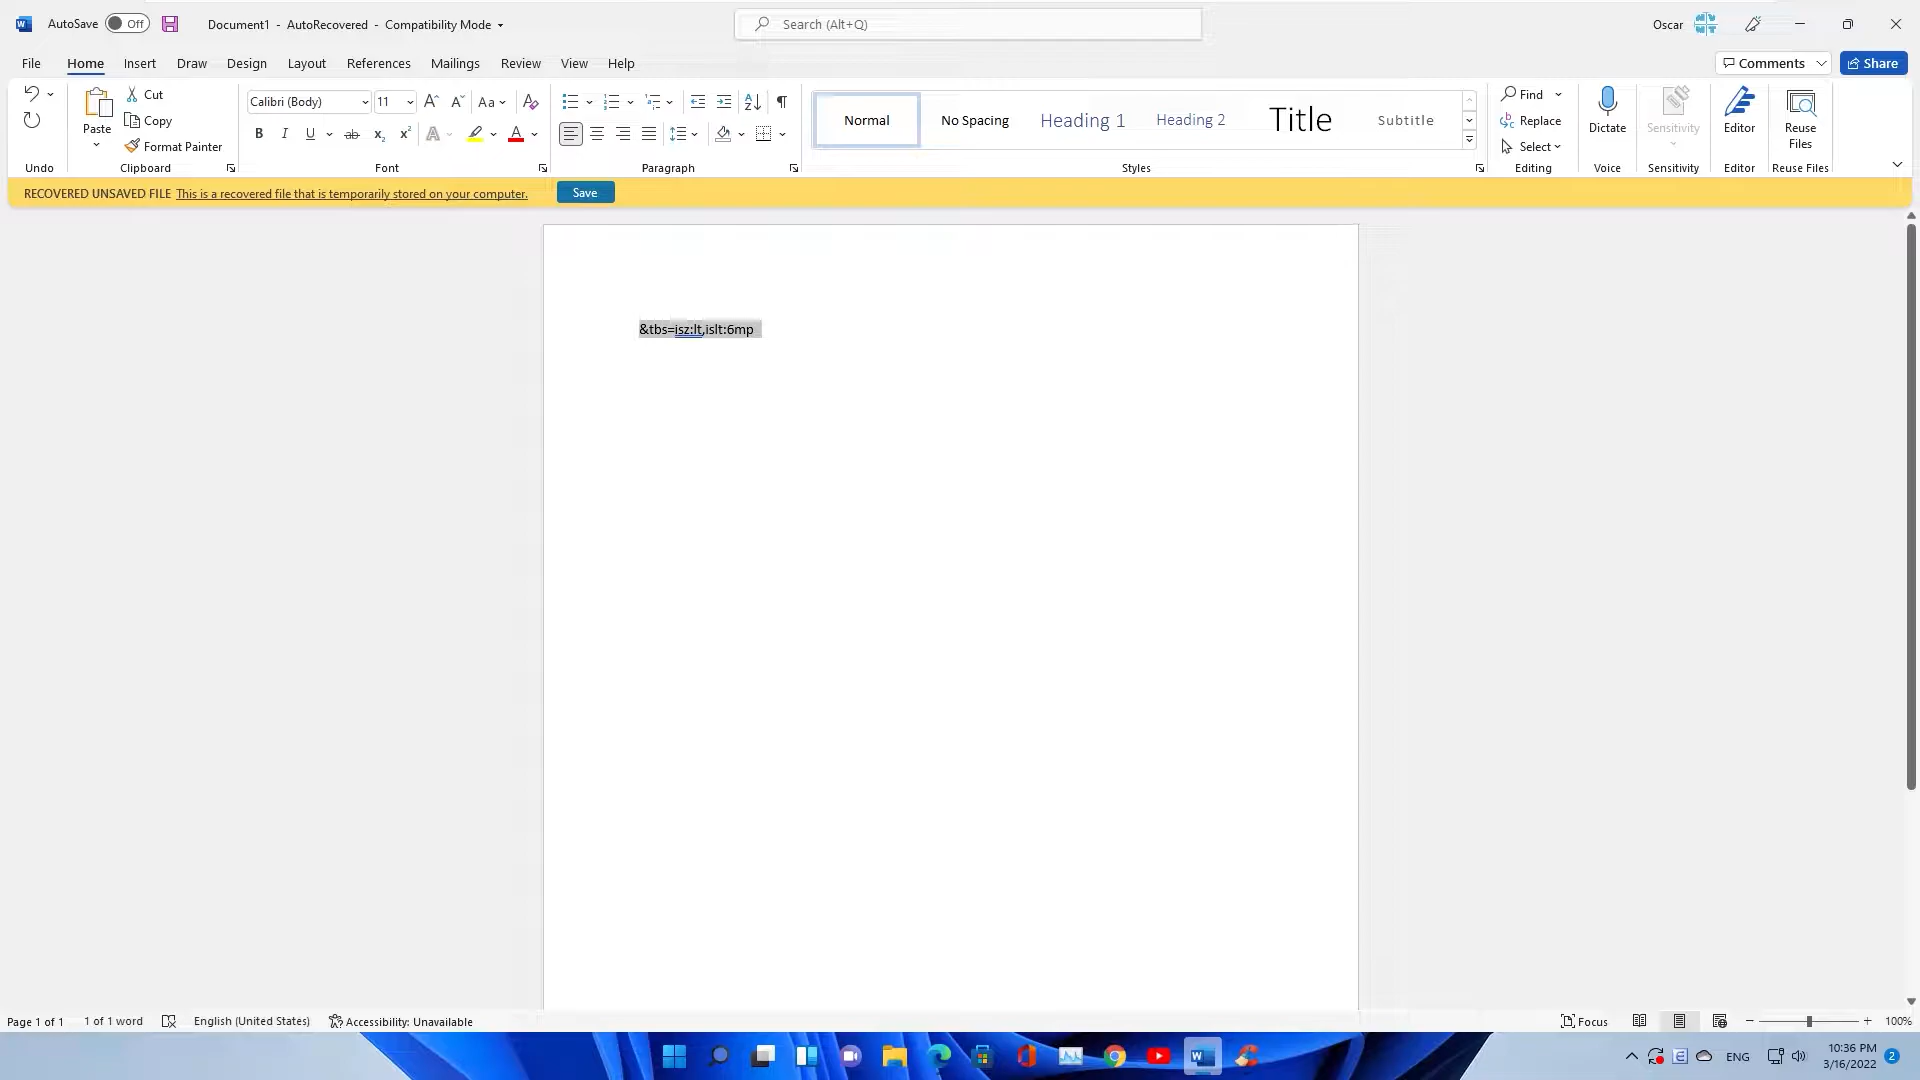 AutoSave Off Document1 - AutoRecovered - Compatibility Mode Search (Alt+Q) Oscar
File Home Insert Draw Design Layout References Mailings Review View Help Comments Share
Paste Cut Copy Format Painter
Calibri (Body) 11 Aa
B I U ab x₂ x² A A
Normal No Spacing Heading 1 Heading 2 Title Subtitle
Find Replace Select
Dictate Sensitivity Editor Reuse Files
Undo Clipboard Font Paragraph Styles Editing Voice Sensitivity Editor Reuse Files
RECOVERED UNSAVED FILE This is a recovered file that is temporarily stored on your computer. Save
&tbs=isz:lt,islt:6mp
Page 1 of 1 1 of 1 word English (United States) Accessibility: Unavailable Focus 100%
ENG 10:36 PM 2
3/16/2022